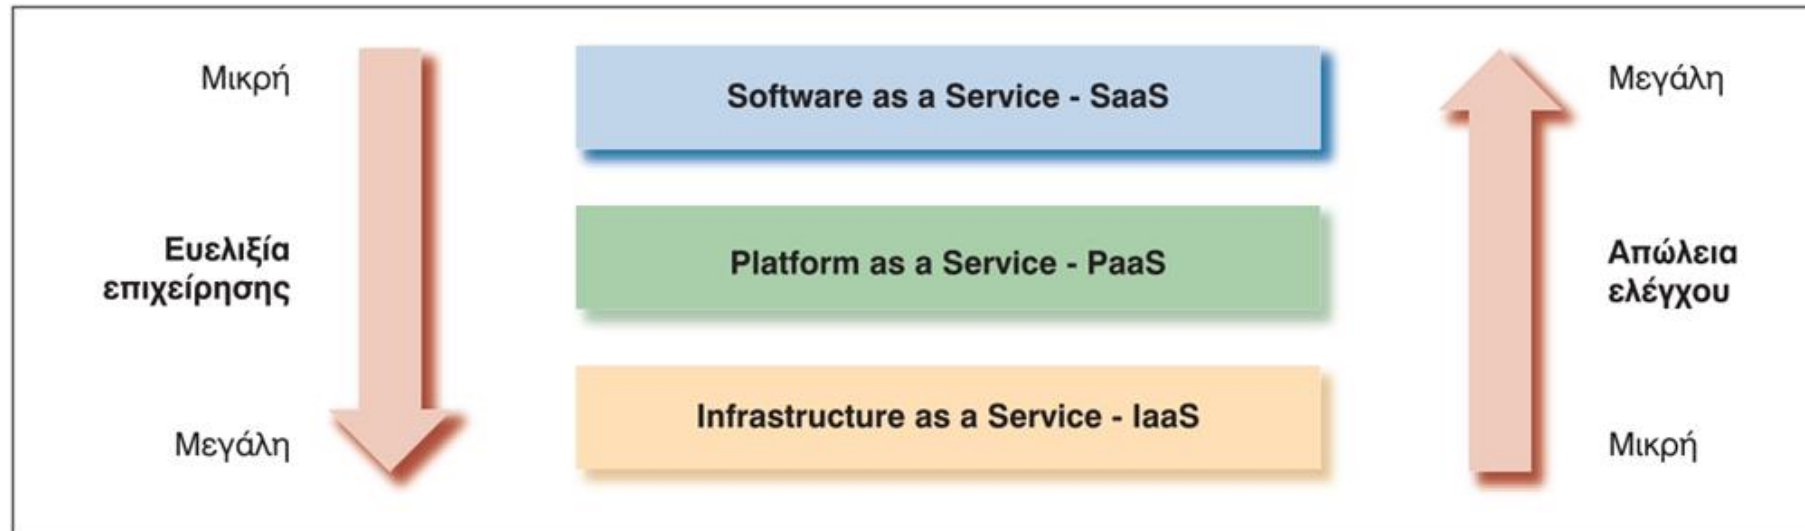 Μικρή
Software as a Service - SaaS
Μεγάλη
Ευελιξία
επιχείρησης
Platform as a Service - PaaS
Απώλεια
ελέγχου
Μεγάλη
Infrastructure as a Service - IaaS
Μικρή